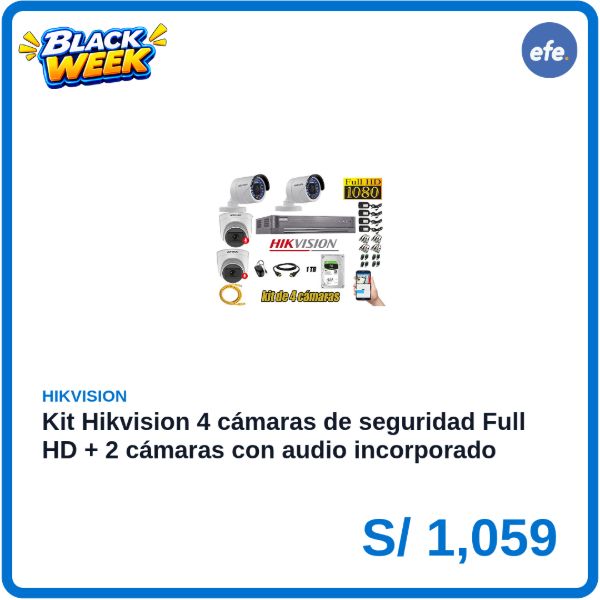 BLACK
WEEK
efe.
Full HD
1080
HIKVISION
1 TB
kit de 4 cámaras
HIKVISION
Kit Hikvision 4 cámaras de seguridad Full
HD + 2 cámaras con audio incorporado
S/ 1,059